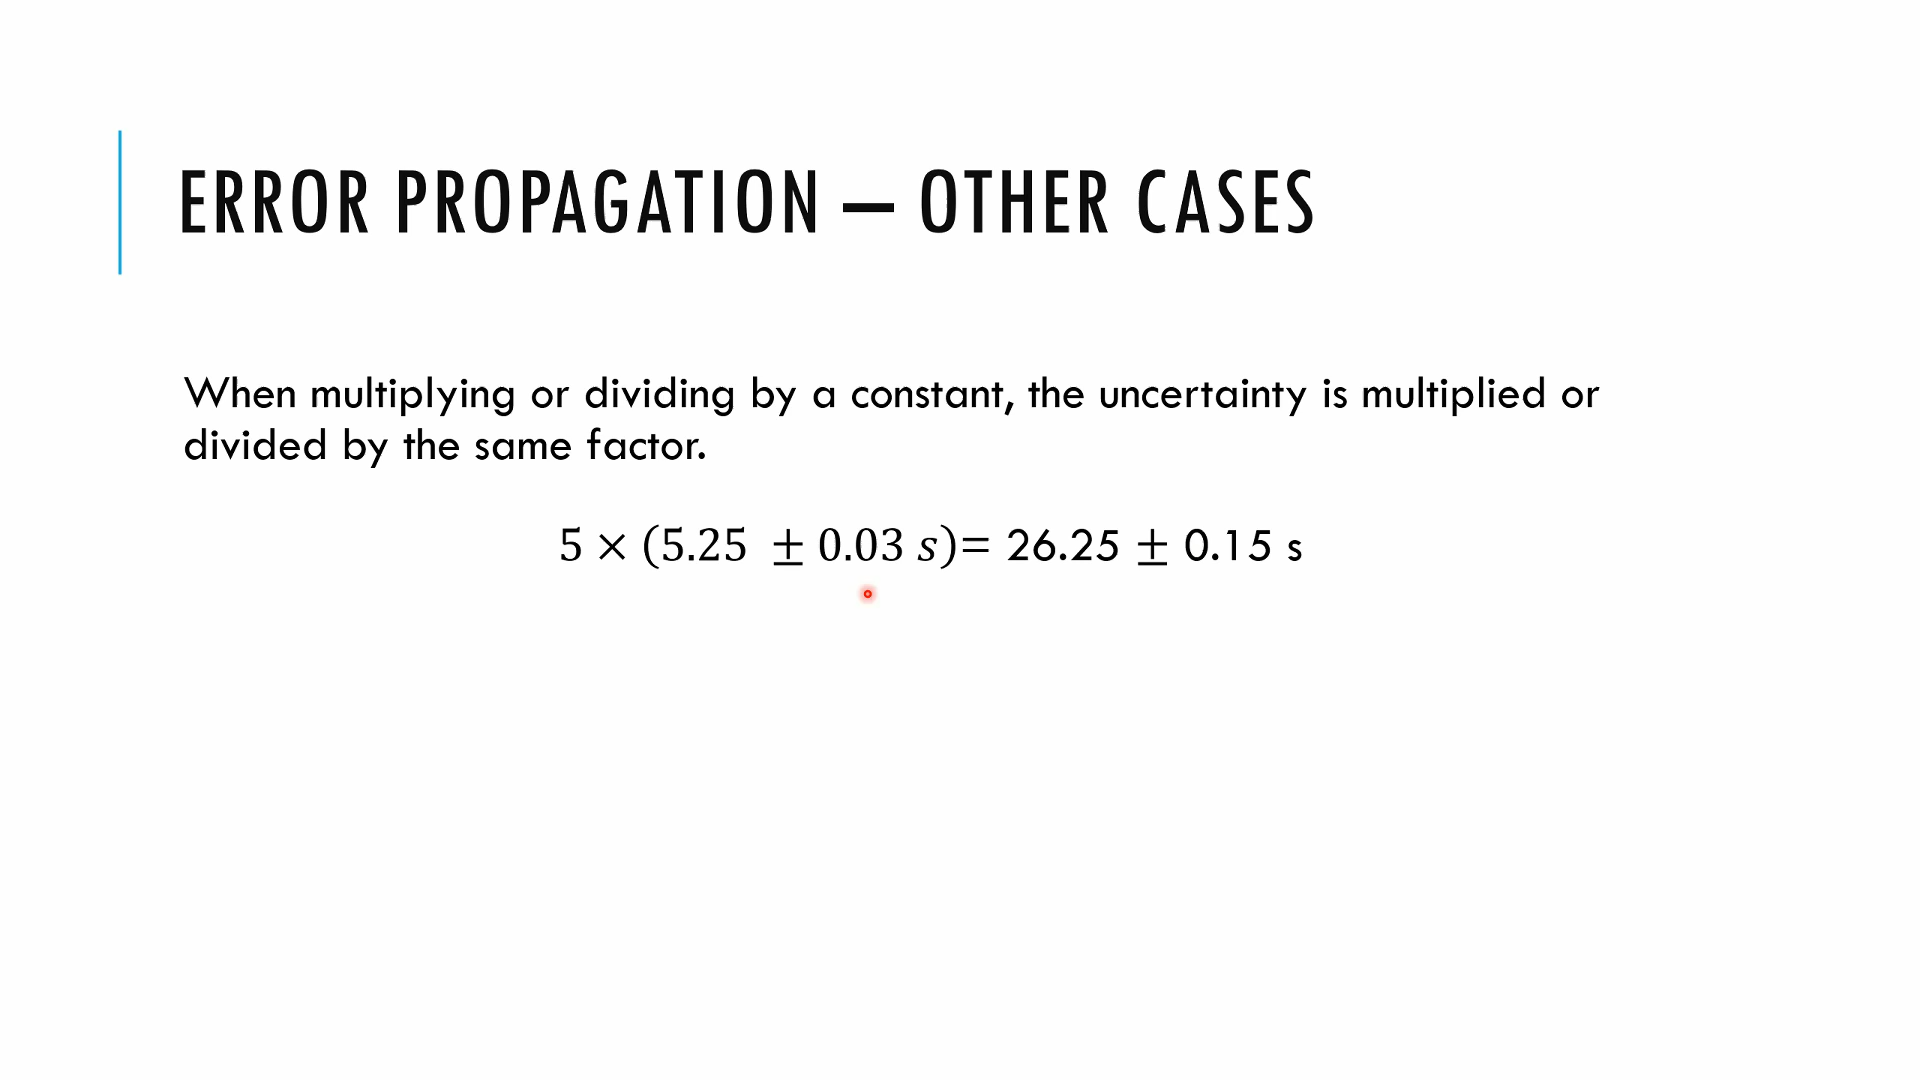 ERROR PROPAGATION – OTHER CASES
When multiplying or dividing by a constant, the uncertainty is multiplied or
divided by the same factor.
5 × (5.25 ± 0.03 s)= 26.25 ± 0.15 s